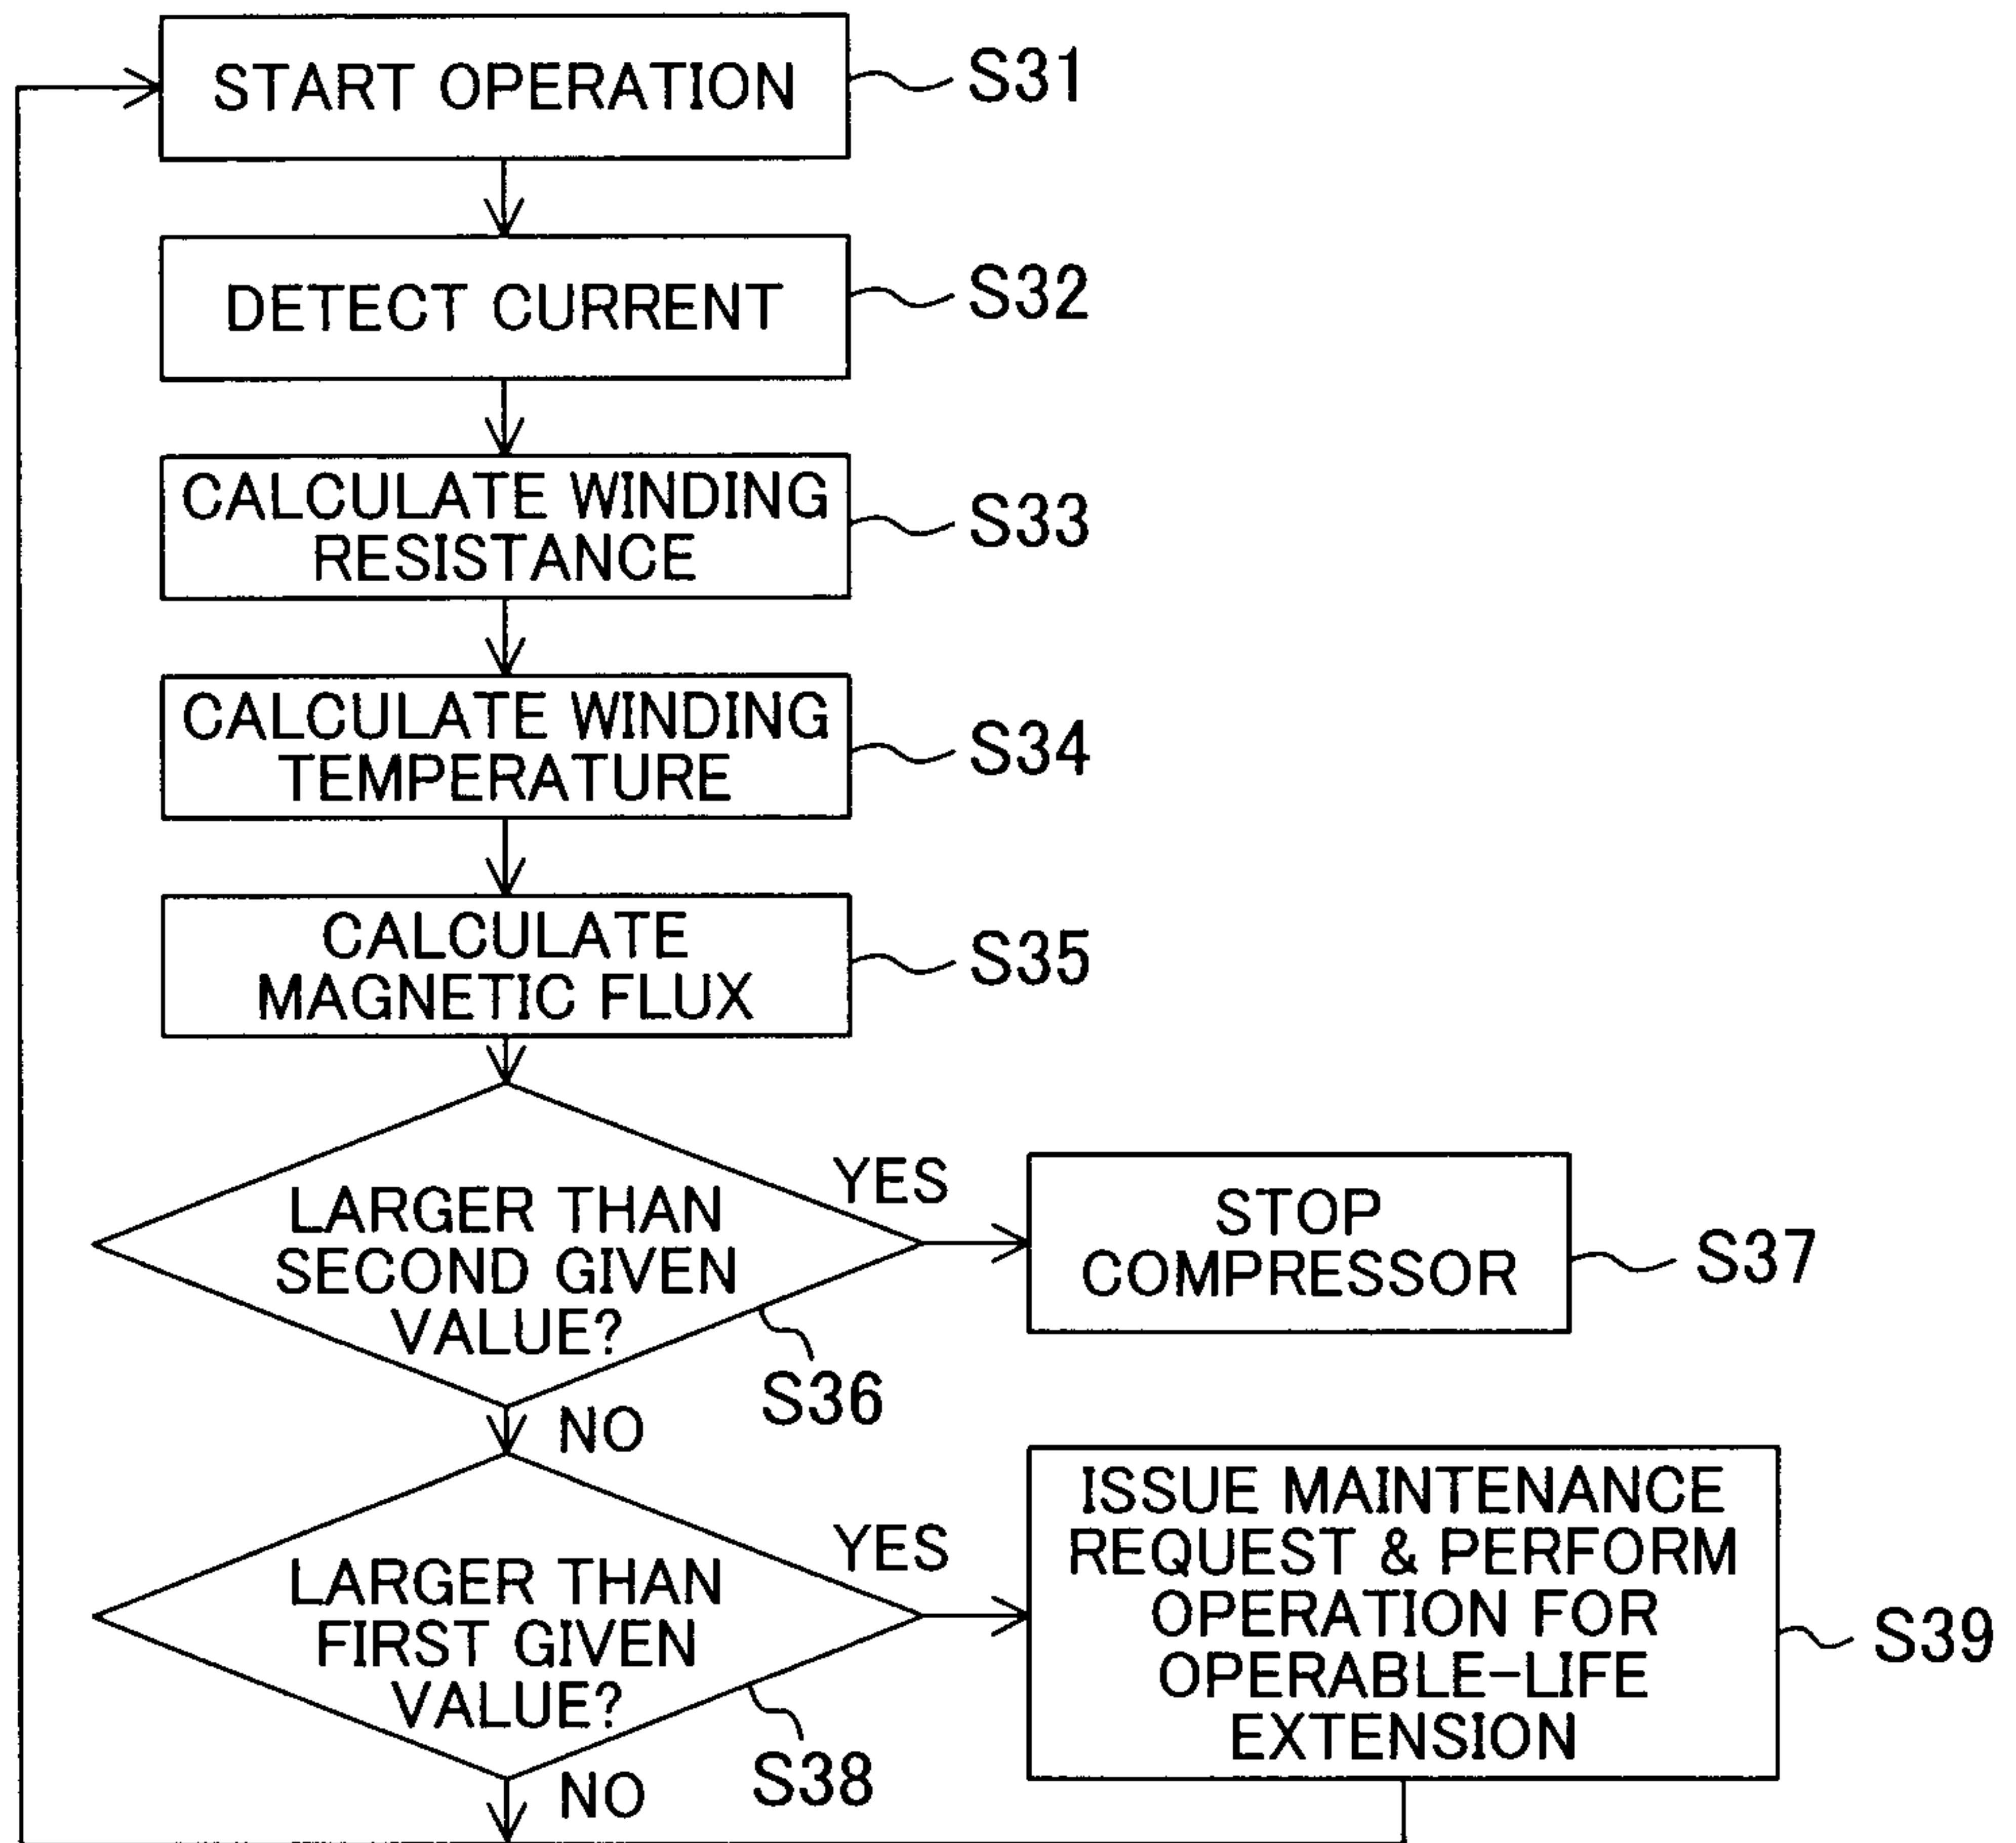 START OPERATION
S31
DETECT CURRENT
S32
CALCULATE WINDING
RESISTANCE
S33
CALCULATE WINDING
TEMPERATURE
S34
CALCULATE
MAGNETIC FLUX
S35
LARGER THAN
SECOND GIVEN
VALUE?
S36
YES
STOP
COMPRESSOR
S37
NO
LARGER THAN
FIRST GIVEN
VALUE?
S38
YES
ISSUE MAINTENANCE
REQUEST & PERFORM
OPERATION FOR
OPERABLE-LIFE
EXTENSION
S39
NO